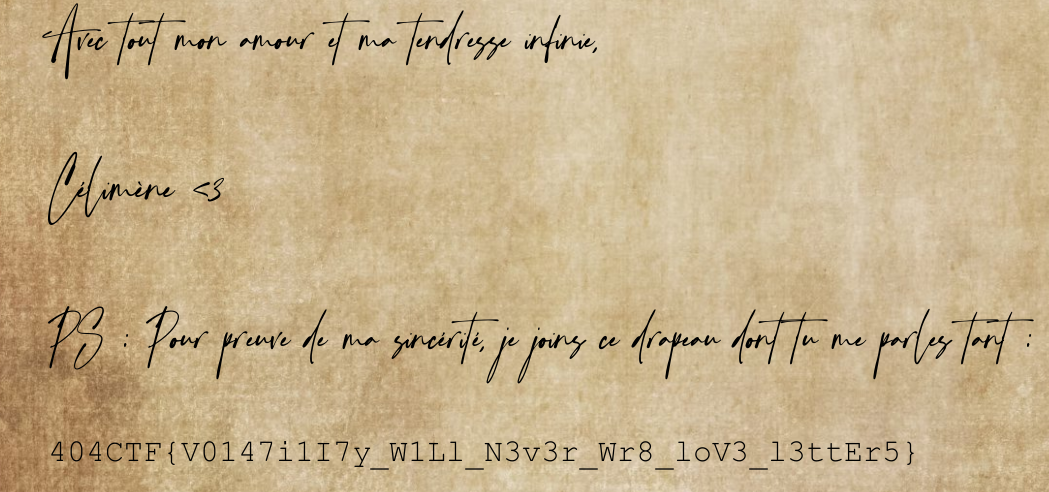 Avec tout mon amour et ma tendresse infinie,
Célimène <3
PS : Pour preuve de ma sincérité, je joins ce drapeau dont tu me parles tant :
404CTF{V0147i1I7y_W1Ll_N3v3r_Wr8_loV3_l3ttEr5}